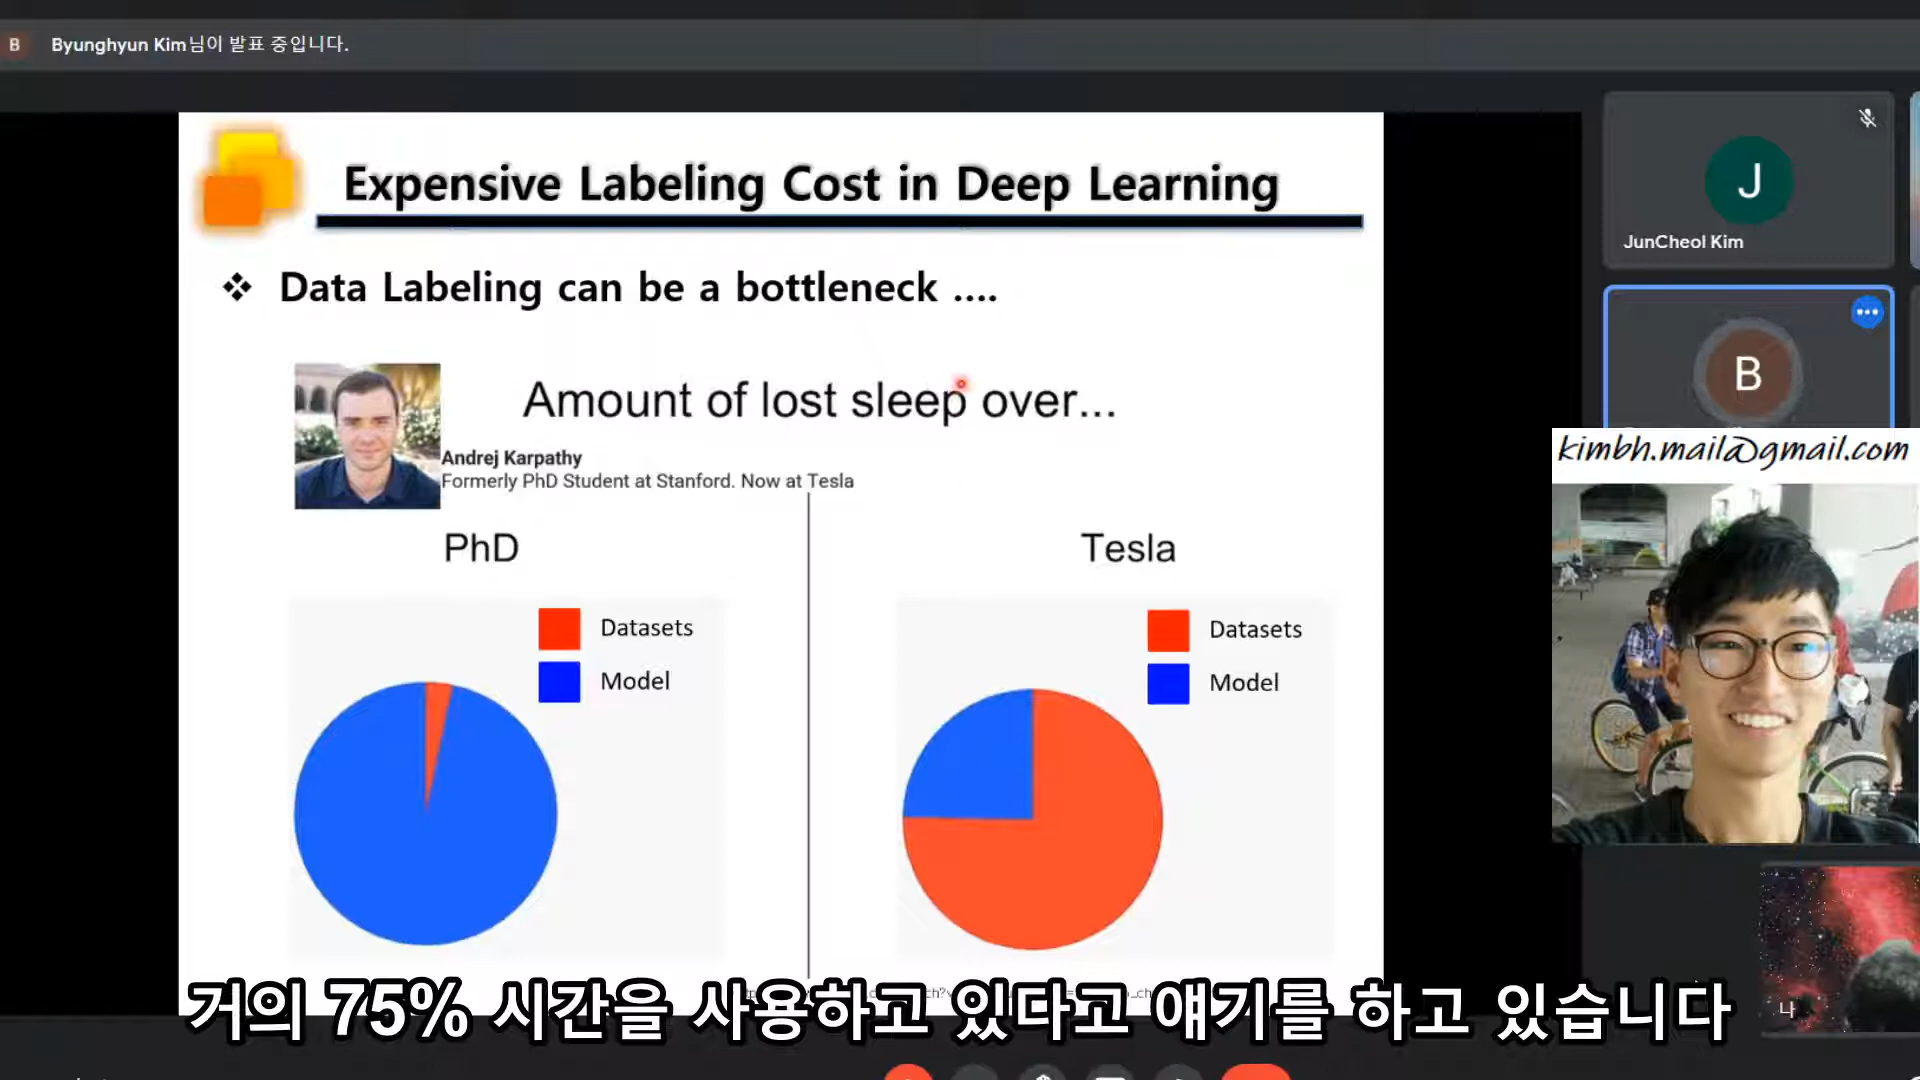 B
Byunghyun Kim님이 발표 중입니다.
Expensive Labeling Cost in Deep Learning
❖ Data Labeling can be a bottleneck ....
Amount of lost sleep over...
Andrej Karpathy
Formerly PhD Student at Stanford. Now at Tesla
PhD
Tesla
Datasets
Model
Datasets
Model
J
JunCheol Kim
B
kimbh.mail@gmail.com
나
거의 75% 시간을 사용하고 있다고 얘기를 하고 있습니다